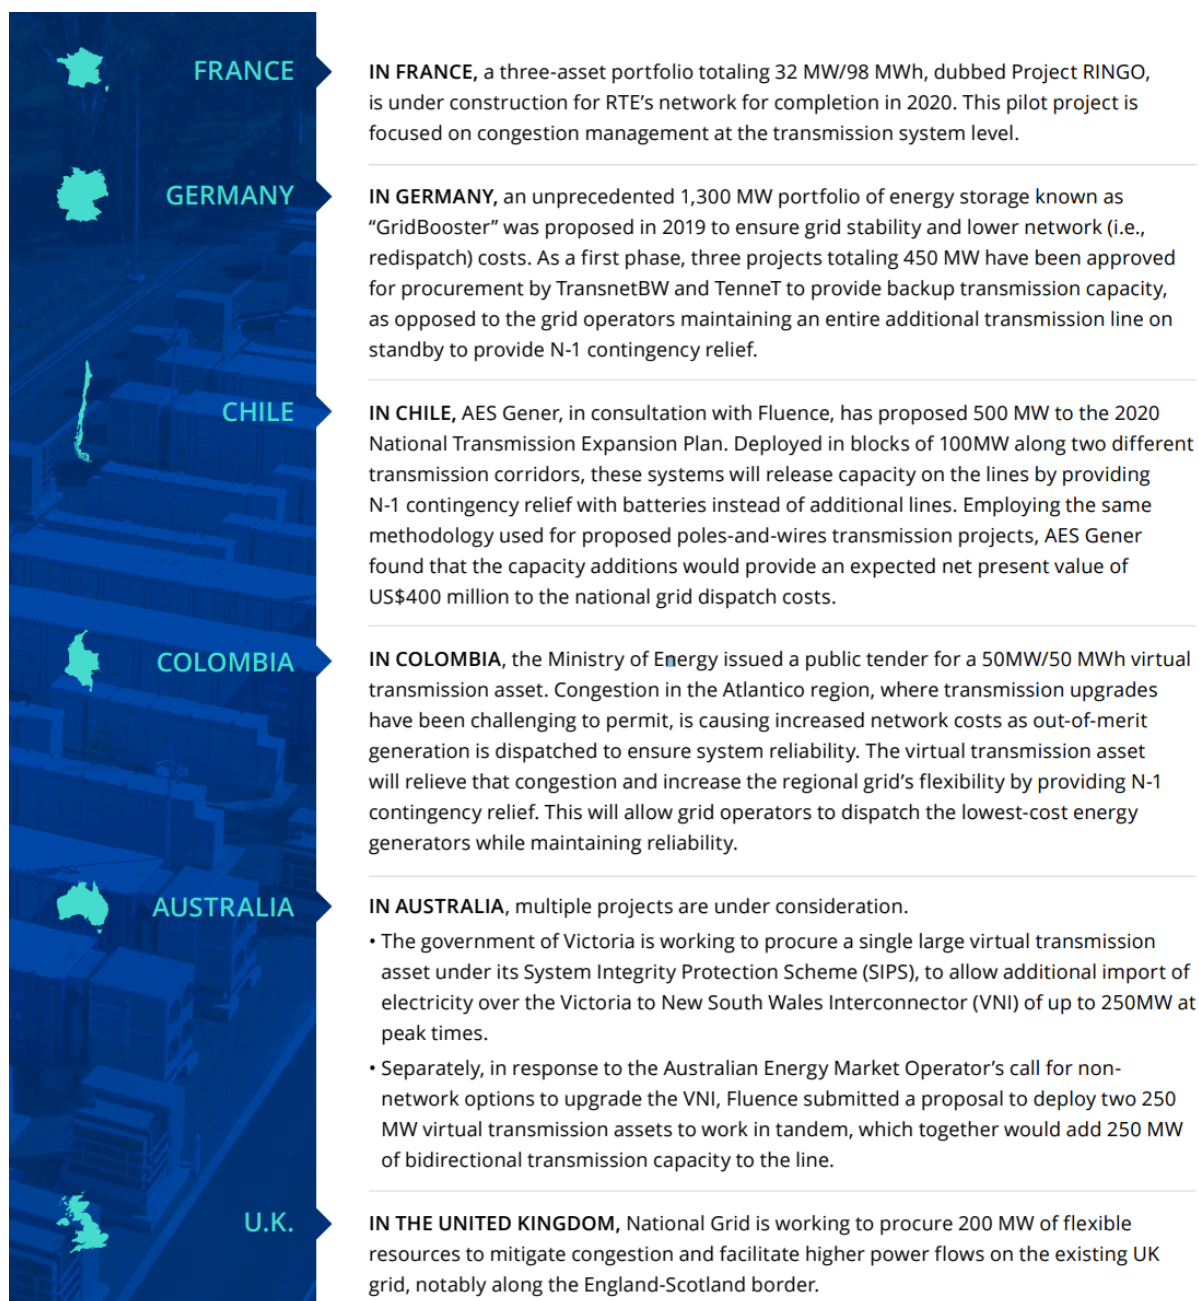 FRANCE
IN FRANCE, a three-asset portfolio totaling 32 MW/98 MWh, dubbed Project RINGO,
is under construction for RTE's network for completion in 2020. This pilot project is
focused on congestion management at the transmission system level.
GERMANY
IN GERMANY, an unprecedented 1,300 MW portfolio of energy storage known as
“GridBooster” was proposed in 2019 to ensure grid stability and lower network (i.e.,
redispatch) costs. As a first phase, three projects totaling 450 MW have been approved
for procurement by TransnetBW and TenneT to provide backup transmission capacity,
as opposed to the grid operators maintaining an entire additional transmission line on
standby to provide N-1 contingency relief.
CHILE
IN CHILE, AES Gener, in consultation with Fluence, has proposed 500 MW to the 2020
National Transmission Expansion Plan. Deployed in blocks of 100MW along two different
transmission corridors, these systems will release capacity on the lines by providing
N-1 contingency relief with batteries instead of additional lines. Employing the same
methodology used for proposed poles-and-wires transmission projects, AES Gener
found that the capacity additions would provide an expected net present value of
US$400 million to the national grid dispatch costs.
COLOMBIA
IN COLOMBIA, the Ministry of Energy issued a public tender for a 50MW/50 MWh virtual
transmission asset. Congestion in the Atlantico region, where transmission upgrades
have been challenging to permit, is causing increased network costs as out-of-merit
generation is dispatched to ensure system reliability. The virtual transmission asset
will relieve that congestion and increase the regional grid's flexibility by providing N-1
contingency relief. This will allow grid operators to dispatch the lowest-cost energy
generators while maintaining reliability.
AUSTRALIA
IN AUSTRALIA, multiple projects are under consideration.
• The government of Victoria is working to procure a single large virtual transmission
asset under its System Integrity Protection Scheme (SIPS), to allow additional import of
electricity over the Victoria to New South Wales Interconnector (VNI) of up to 250MW at
peak times.
• Separately, in response to the Australian Energy Market Operator's call for non-
network options to upgrade the VNI, Fluence submitted a proposal to deploy two 250
MW virtual transmission assets to work in tandem, which together would add 250 MW
of bidirectional transmission capacity to the line.
U.K.
IN THE UNITED KINGDOM, National Grid is working to procure 200 MW of flexible
resources to mitigate congestion and facilitate higher power flows on the existing UK
grid, notably along the England-Scotland border.